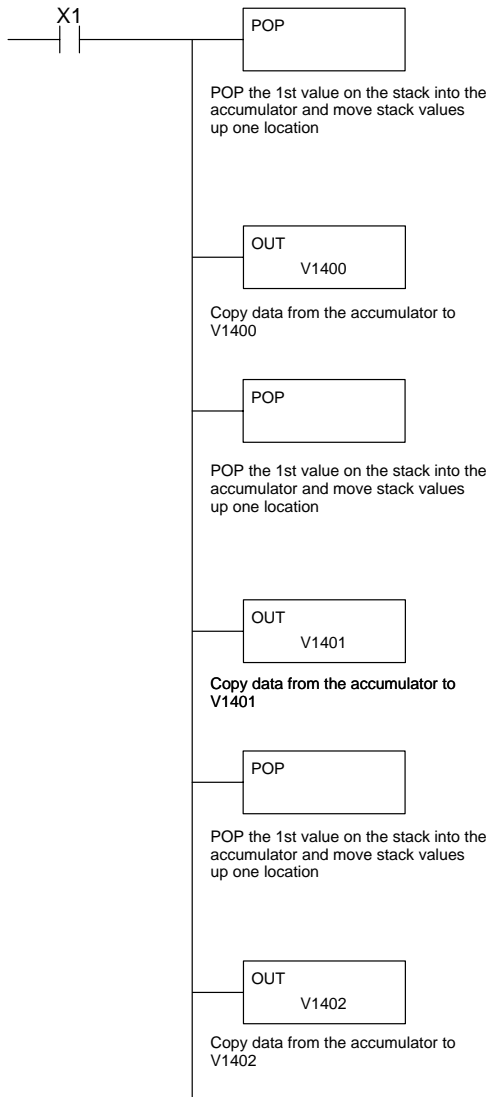 X1
POP
POP the 1st value on the stack into the
accumulator and move stack values
up one location
OUT
V1400
Copy data from the accumulator to
V1400
POP
POP the 1st value on the stack into the
accumulator and move stack values
up one location
OUT
V1401
Copy data from the accumulator to
V1401
POP
POP the 1st value on the stack into the
accumulator and move stack values
up one location
OUT
V1402
Copy data from the accumulator to
V1402